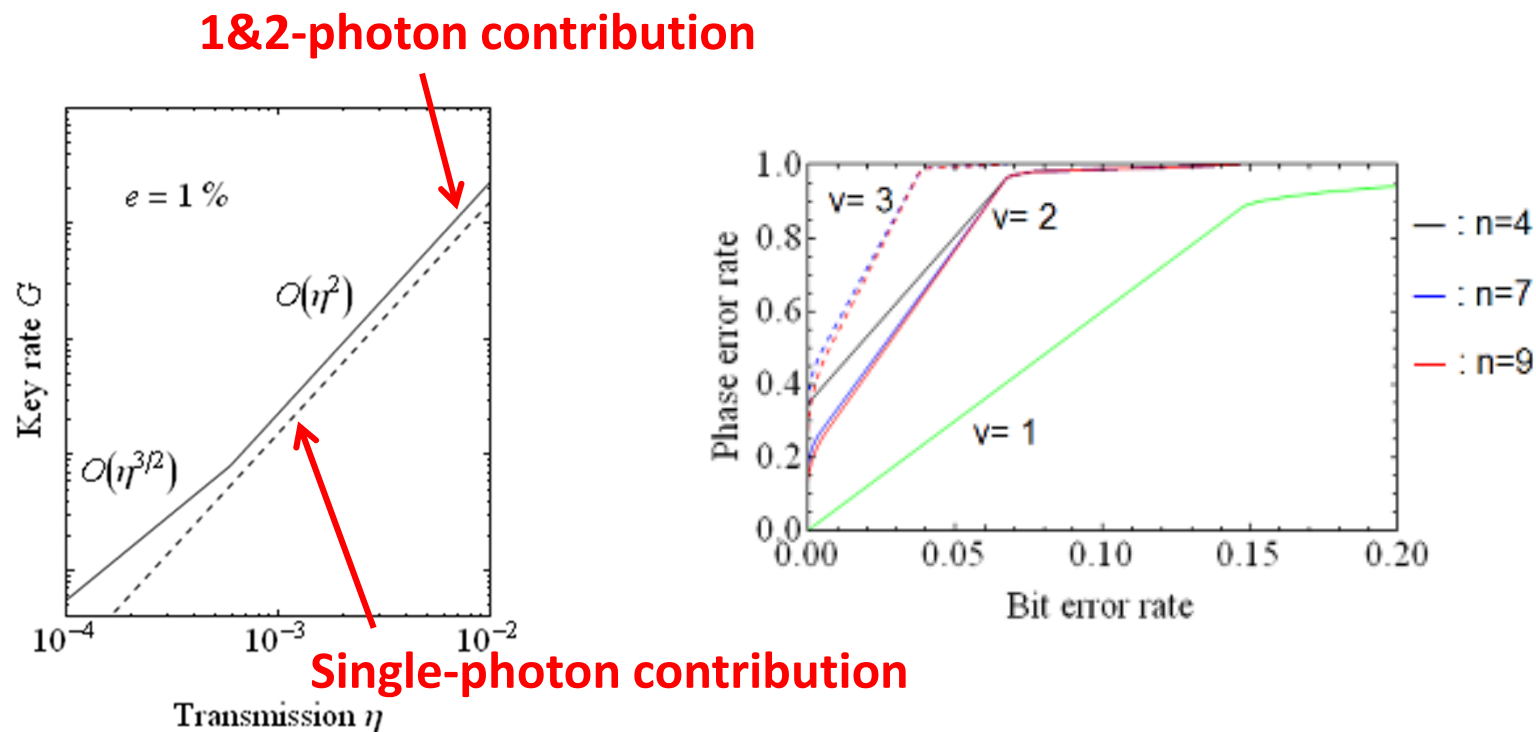 1&2-photon contribution
e = 1 %
O(η²)
O(η^{3/2})
Key rate G
10⁻⁴
10⁻³
10⁻²
Single-photon contribution
Transmission η
1.0
0.8
0.6
0.4
0.2
0.0
Phase error rate
v= 3
v= 2
v= 1
0.00
0.05
0.10
0.15
0.20
Bit error rate
: n=4
: n=7
: n=9